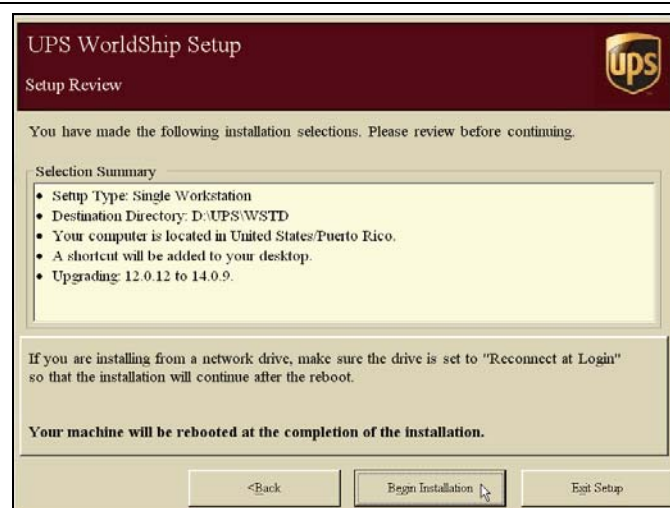 UPS WorldShip Setup
ups
Setup Review
You have made the following installation selections. Please review before continuing.
Selection Summary
• Setup Type: Single Workstation
• Destination Directory: D:\UPS\WSTD
• Your computer is located in United States/Puerto Rico.
• A shortcut will be added to your desktop.
• Upgrading: 12.0.12 to 14.0.9.
If you are installing from a network drive, make sure the drive is set to "Reconnect at Login"
so that the installation will continue after the reboot.
Your machine will be rebooted at the completion of the installation.
<Back Begin Installation Exit Setup